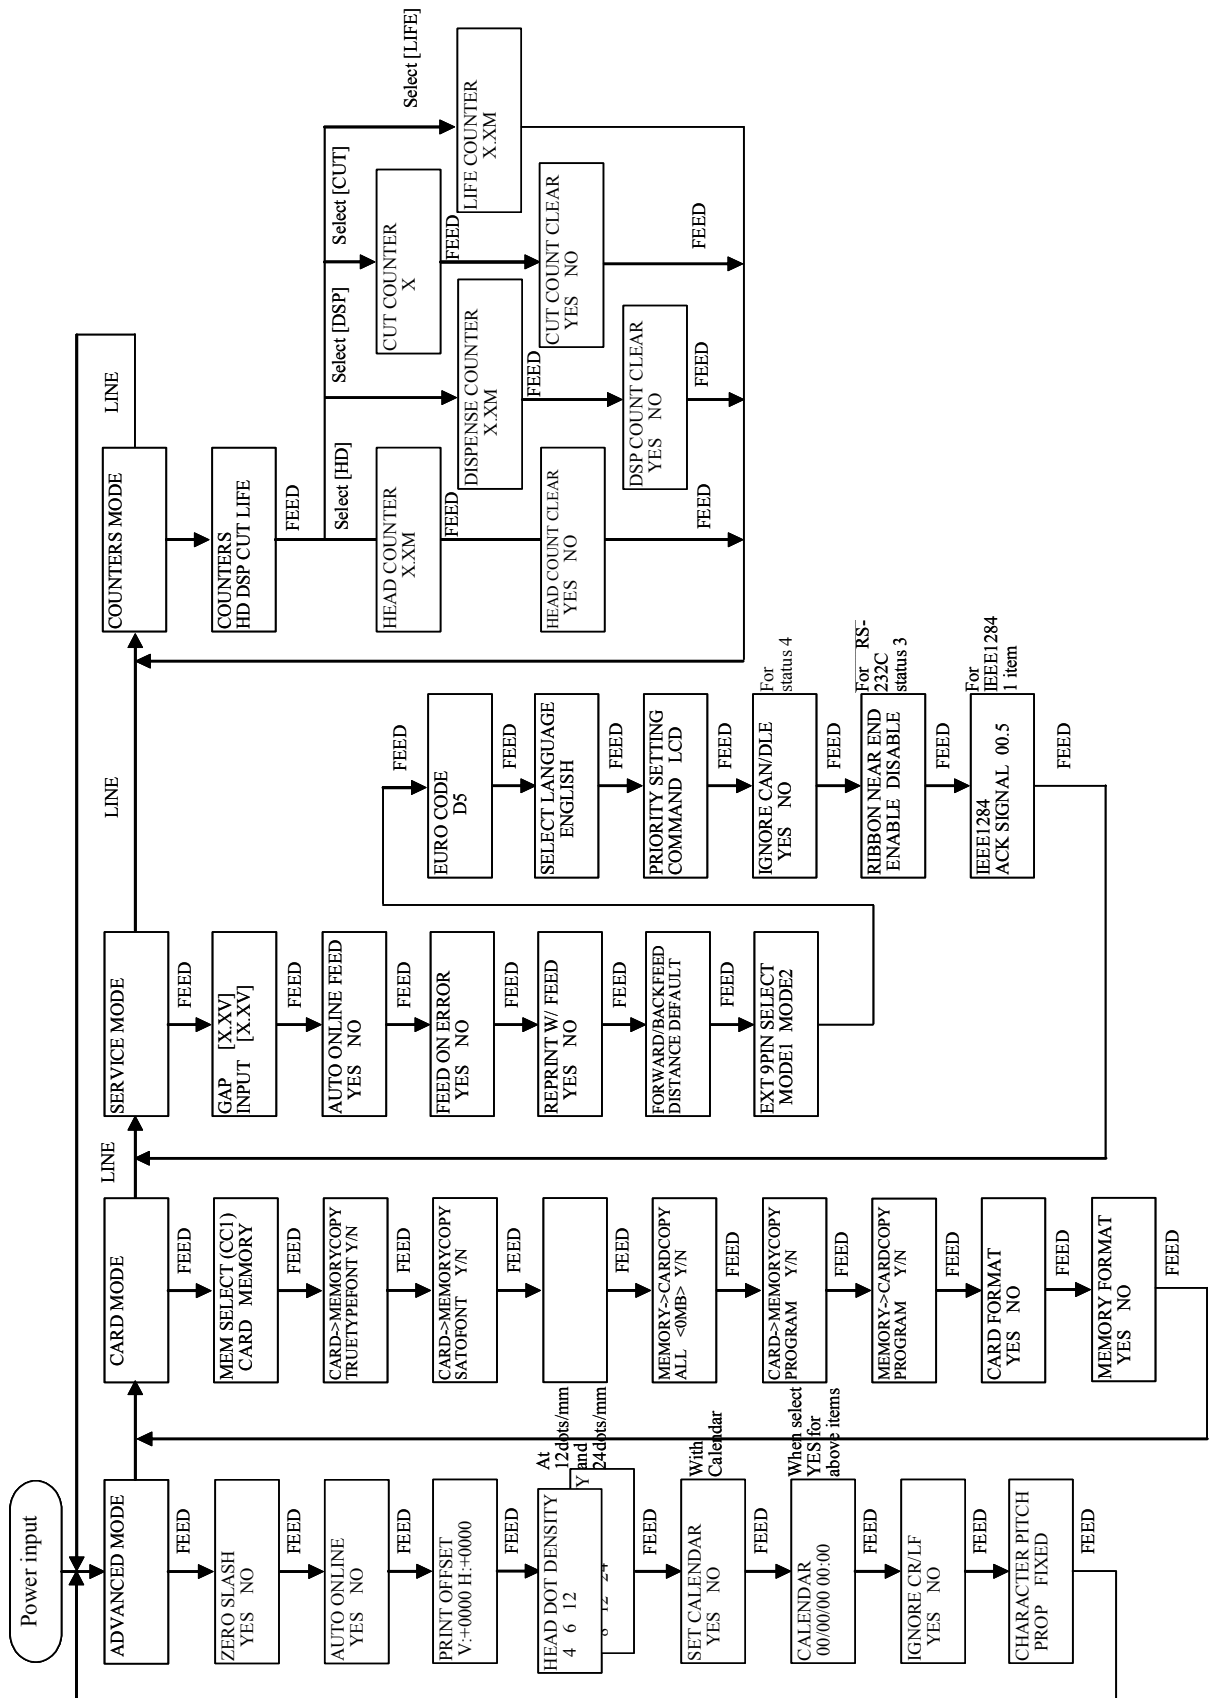 Power input
ADVANCED MODE
FEED
ZERO SLASH
YES NO
FEED
AUTO ONLINE
YES NO
FEED
PRINT OFFSET
V:+0000 H:+0000
FEED
HEAD DOT DENSITY
4 6 12
Y
8 12 24
At
12dots/mm
and
24dots/mm
FEED
SET CALENDAR
YES NO
With
Calendar
FEED
CALENDAR
00/00/00 00:00
When select
YES for
above items
FEED
IGNORE CR/LF
YES NO
FEED
CHARACTER PITCH
PROP FIXED
FEED
CARD MODE
FEED
MEM SELECT (CC1)
CARD MEMORY
FEED
CARD->MEMORYCOPY
TRUETYPEFONT Y/N
FEED
CARD->MEMORYCOPY
SATOFONT Y/N
FEED
FEED
MEMORY->CARDCOPY
ALL <0MB> Y/N
FEED
CARD->MEMORYCOPY
PROGRAM Y/N
FEED
MEMORY->CARDCOPY
PROGRAM Y/N
FEED
CARD FORMAT
YES NO
FEED
MEMORY FORMAT
YES NO
FEED
LINE
SERVICE MODE
FEED
GAP [X.XV]
INPUT [X.XV]
FEED
AUTO ONLINE FEED
YES NO
FEED
FEED ON ERROR
YES NO
FEED
REPRINT W/ FEED
YES NO
FEED
FORWARD/BACKFEED
DISTANCE DEFAULT
FEED
EXT 9PIN SELECT
MODE1 MODE2
FEED
EURO CODE
D5
FEED
SELECT LANGUAGE
ENGLISH
FEED
PRIORITY SETTING
COMMAND LCD
FEED
IGNORE CAN/DLE
YES NO
For
status 4
FEED
RIBBON NEAR END
ENABLE DISABLE
For RS-
232C
status 3
FEED
IEEE1284
ACK SIGNAL 00.5
For
IEEE1284
1 item
FEED
LINE
COUNTERS MODE
LINE
COUNTERS
HD DSP CUT LIFE
FEED
Select [HD]
HEAD COUNTER
X.XM
FEED
HEAD COUNT CLEAR
YES NO
FEED
Select [DSP]
DISPENSE COUNTER
X.XM
FEED
DSP COUNT CLEAR
YES NO
FEED
Select [CUT]
CUT COUNTER
X
FEED
CUT COUNT CLEAR
YES NO
FEED
Select [LIFE]
LIFE COUNTER
X.XM